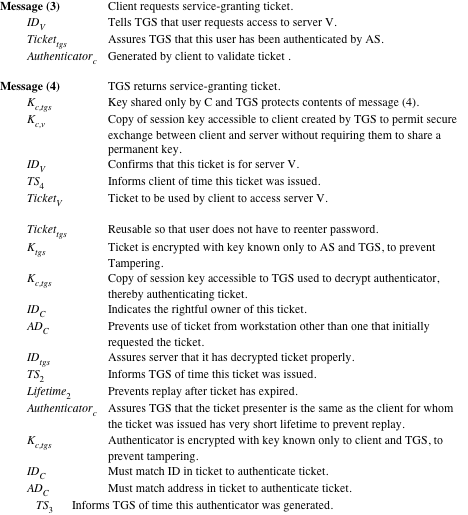 Message (3) Client requests service-granting ticket.
ID_V Tells TGS that user requests access to server V.
Ticket_tgs Assures TGS that this user has been authenticated by AS.
Authenticator_c Generated by client to validate ticket .
Message (4) TGS returns service-granting ticket.
K_c,tgs Key shared only by C and TGS protects contents of message (4).
K_c,v Copy of session key accessible to client created by TGS to permit secure
exchange between client and server without requiring them to share a
permanent key.
ID_V Confirms that this ticket is for server V.
TS_4 Informs client of time this ticket was issued.
Ticket_V Ticket to be used by client to access server V.
Ticket_tgs Reusable so that user does not have to reenter password.
K_tgs Ticket is encrypted with key known only to AS and TGS, to prevent
Tampering.
K_c,tgs Copy of session key accessible to TGS used to decrypt authenticator,
thereby authenticating ticket.
ID_C Indicates the rightful owner of this ticket.
AD_C Prevents use of ticket from workstation other than one that initially
requested the ticket.
ID_tgs Assures server that it has decrypted ticket properly.
TS_2 Informs TGS of time this ticket was issued.
Lifetime_2 Prevents replay after ticket has expired.
Authenticator_c Assures TGS that the ticket presenter is the same as the client for whom
the ticket was issued has very short lifetime to prevent replay.
K_c,tgs Authenticator is encrypted with key known only to client and TGS, to
prevent tampering.
ID_C Must match ID in ticket to authenticate ticket.
AD_C Must match address in ticket to authenticate ticket.
TS_3 Informs TGS of time this authenticator was generated.